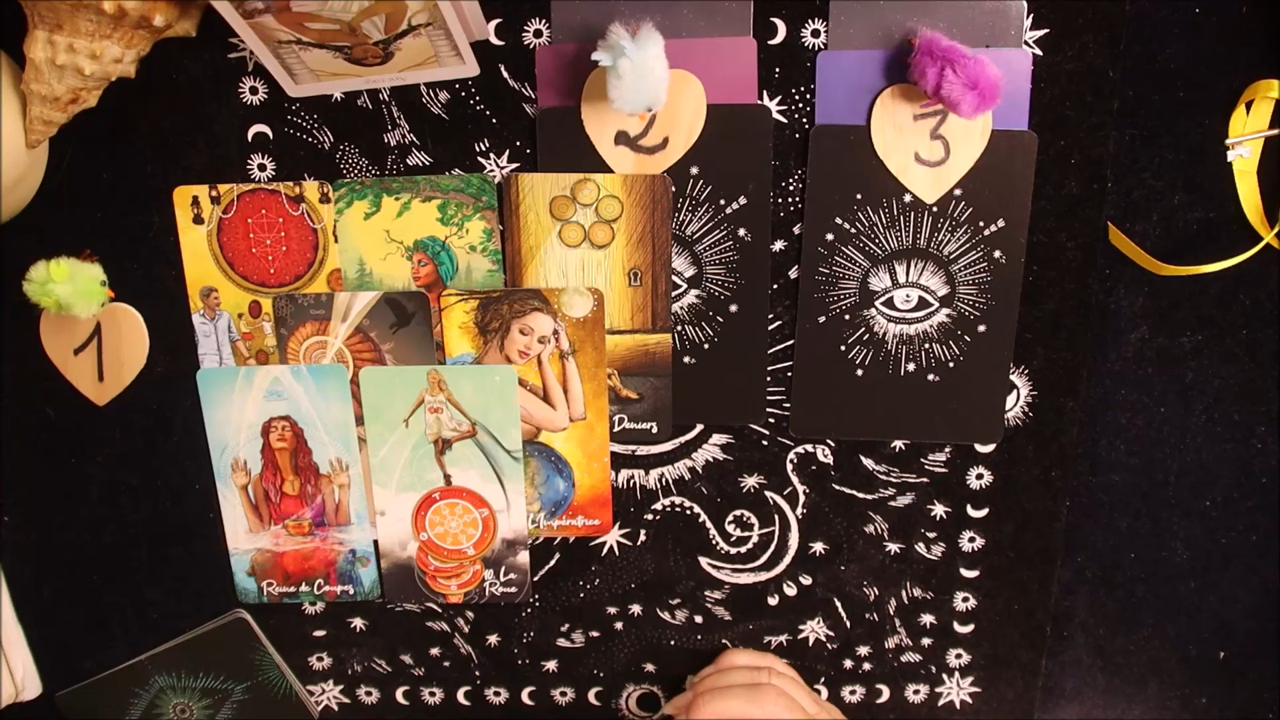 2
3
1
Deniers
L'Impératrice
T
A
R
O
Reine de Coupes
10. La
Roue